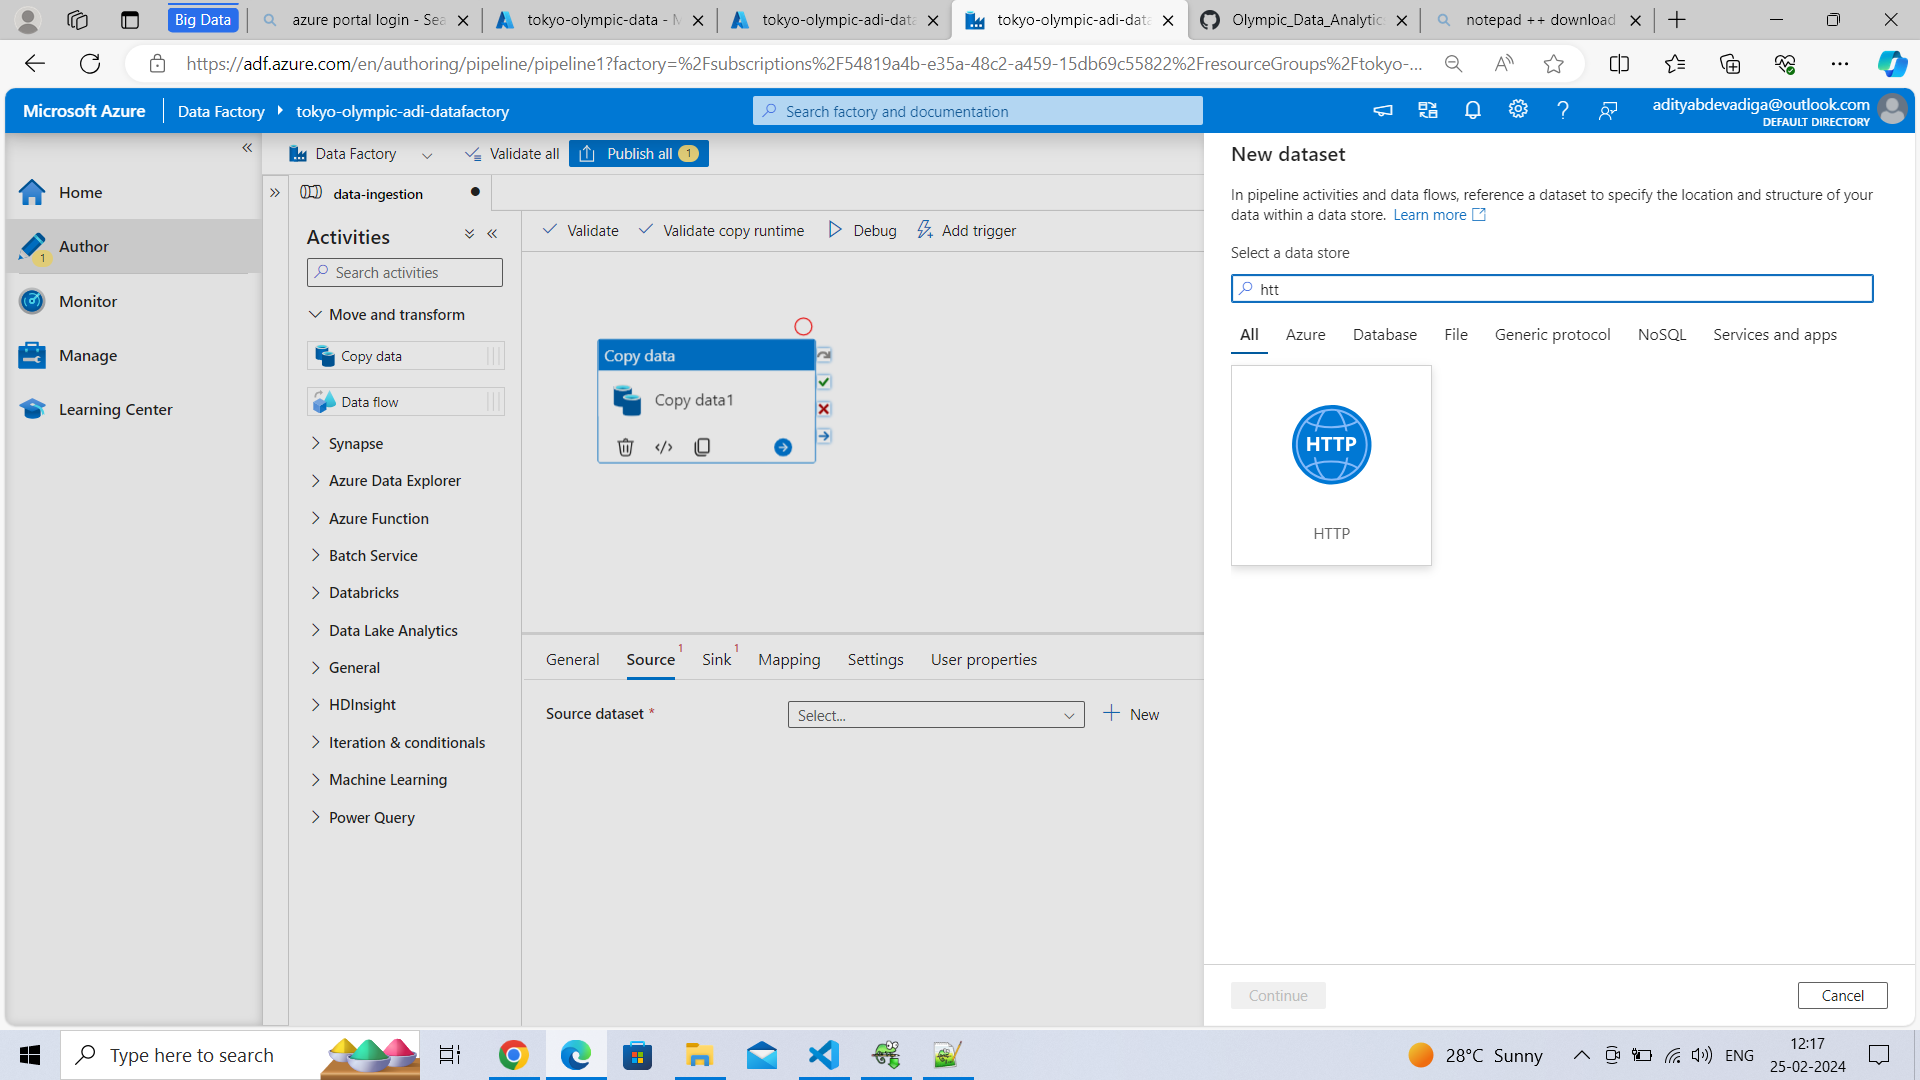 Big Data
azure portal login - Sea
tokyo-olympic-data - M
tokyo-olympic-adi-data
tokyo-olympic-adi-data
Olympic_Data_Analytic
notepad ++ download
https://adf.azure.com/en/authoring/pipeline/pipeline1?factory=%2Fsubscriptions%2F54819a4b-e35a-48c2-a459-15db69c55822%2FresourceGroups%2Ftokyo-...
Microsoft Azure
Data Factory
tokyo-olympic-adi-datafactory
Search factory and documentation
adityabdevadiga@outlook.com
DEFAULT DIRECTORY
Home
Author
1
Monitor
Manage
Learning Center
Data Factory
Validate all
Publish all 1
data-ingestion
Activities
Search activities
Move and transform
Copy data
Data flow
Synapse
Azure Data Explorer
Azure Function
Batch Service
Databricks
Data Lake Analytics
General
HDInsight
Iteration & conditionals
Machine Learning
Power Query
Validate
Validate copy runtime
Debug
Add trigger
Copy data
Copy data1
General
Source 1
Sink 1
Mapping
Settings
User properties
Source dataset *
Select...
New
New dataset
In pipeline activities and data flows, reference a dataset to specify the location and structure of your
data within a data store. Learn more
Select a data store
htt
All
Azure
Database
File
Generic protocol
NoSQL
Services and apps
HTTP
HTTP
Continue
Cancel
Type here to search
28°C Sunny
ENG
12:17
25-02-2024